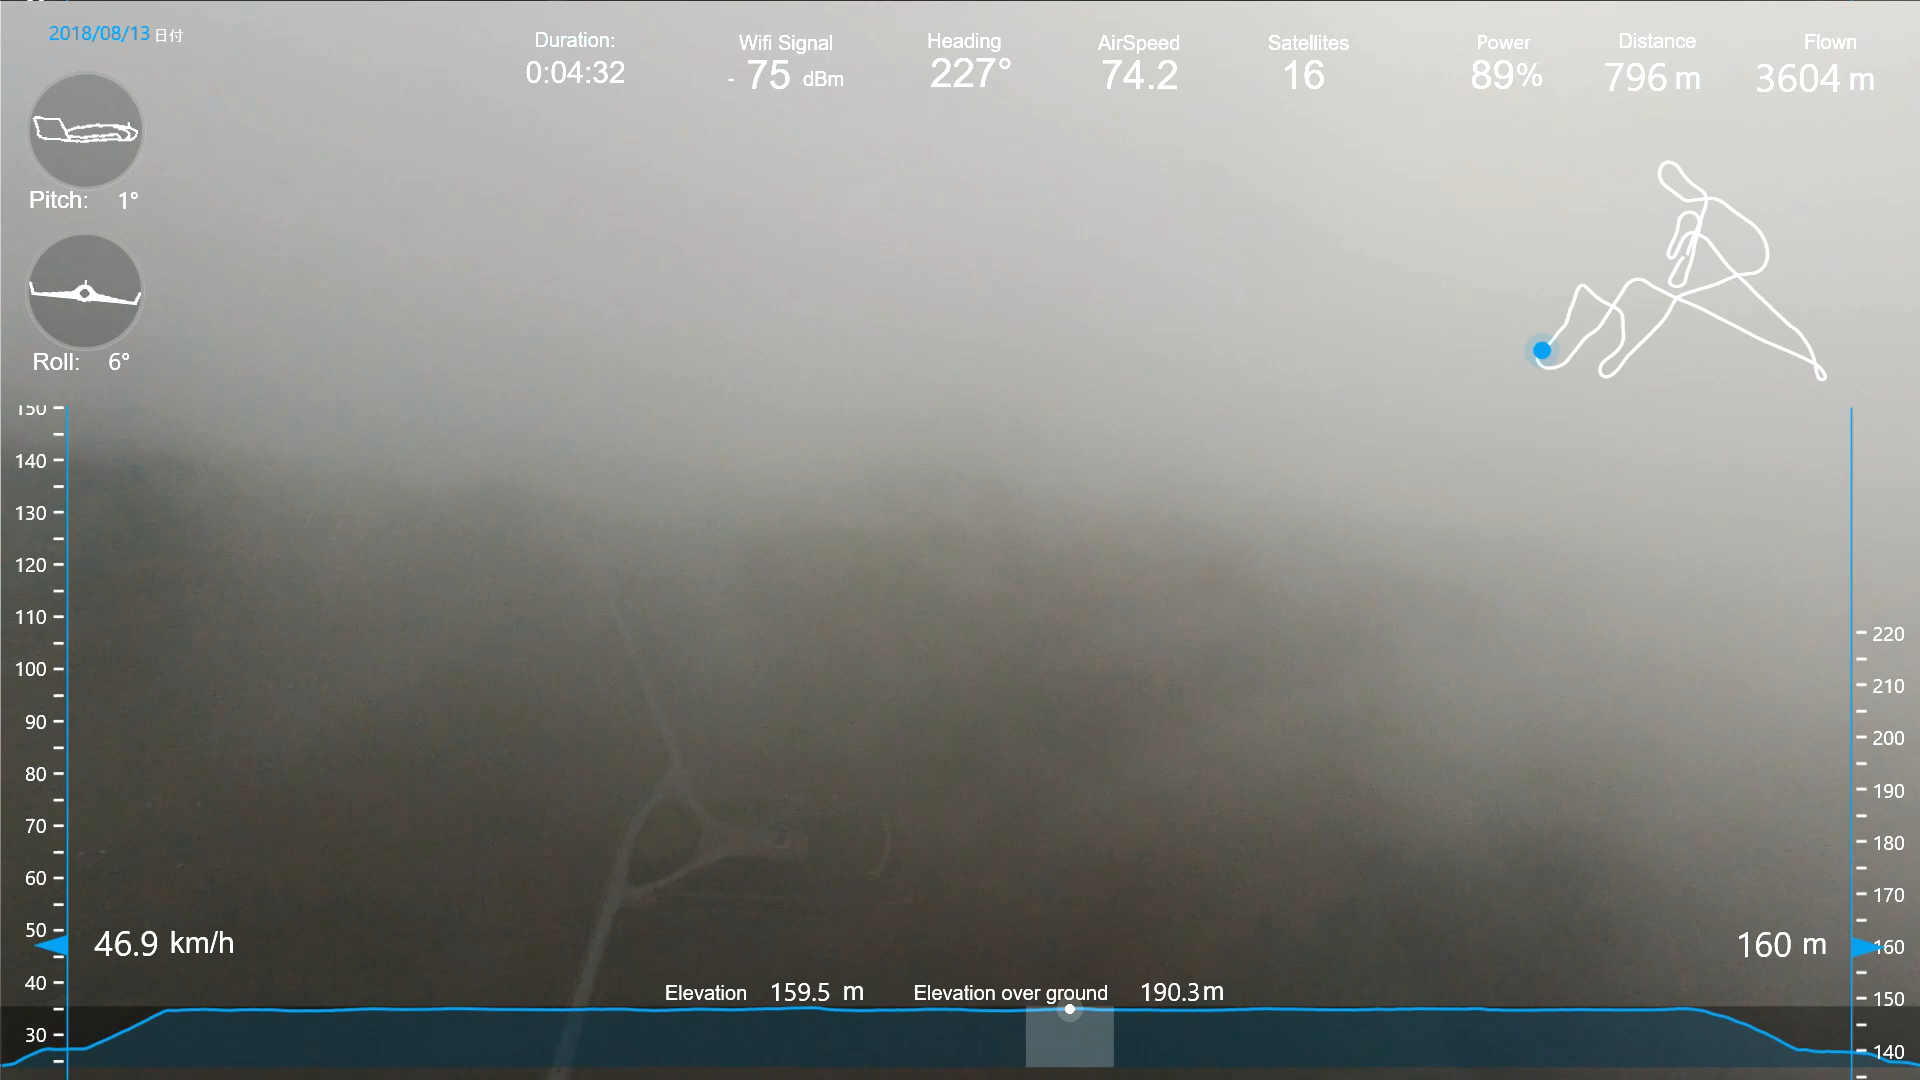 2018/08/13 日付
Duration:
0:04:32
Wifi Signal
- 75 dBm
Heading
227°
AirSpeed
74.2
Satellites
16
Power
89%
Distance
796 m
Flown
3604 m
Pitch: 1°
Roll: 6°
150
140
130
120
110
100
90
80
70
60
50
40
30
46.9 km/h
220
210
200
190
180
170
160
150
140
160 m
Elevation 159.5 m
Elevation over ground 190.3 m